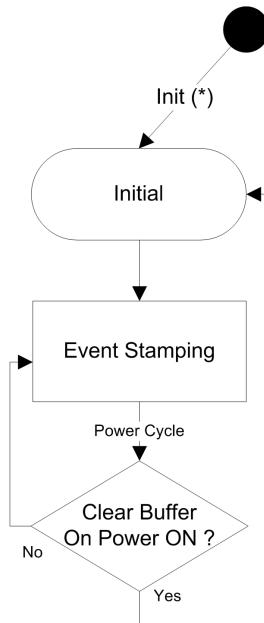 Init (*)
Initial
Event Stamping
Power Cycle
Clear Buffer
On Power ON ?
No
Yes